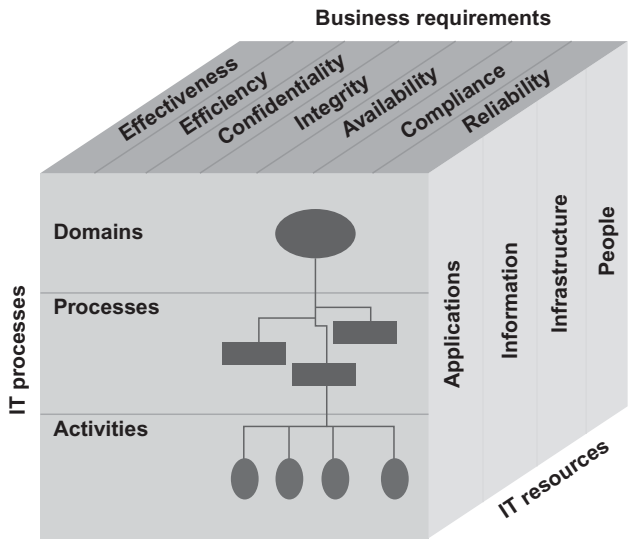 Business requirements
Effectiveness
Efficiency
Confidentiality
Integrity
Availability
Compliance
Reliability
IT processes
Domains
Processes
Activities
Applications
Information
Infrastructure
People
IT resources